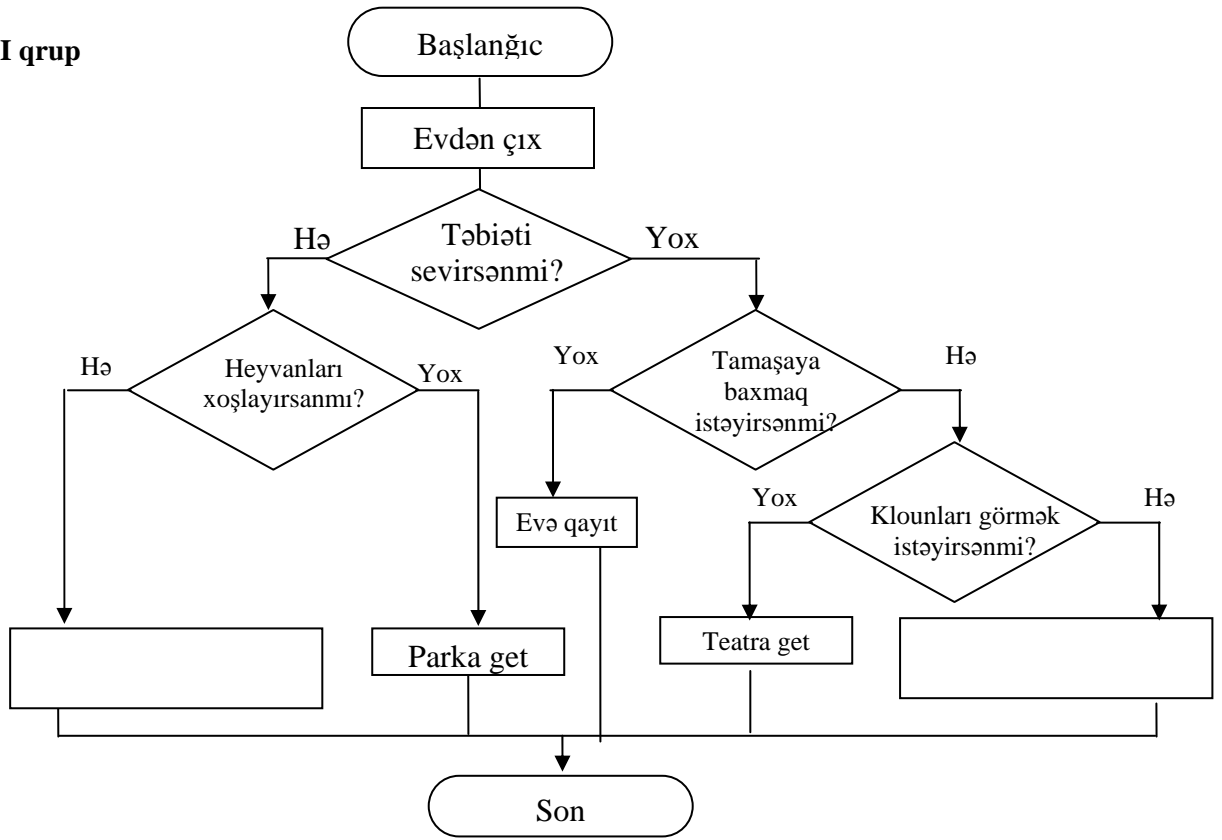 I qrup
Başlanğıc
Evdən çıx
Hə
Təbiəti
sevirsənmi?
Yox
Hə
Heyvanları
xoşlayırsanmı?
Yox
Yox
Tamaşaya
baxmaq
istəyirsənmi?
Hə
Evə qayıt
Yox
Klounları görmək
istəyirsənmi?
Hə
Parka get
Teatra get
Son